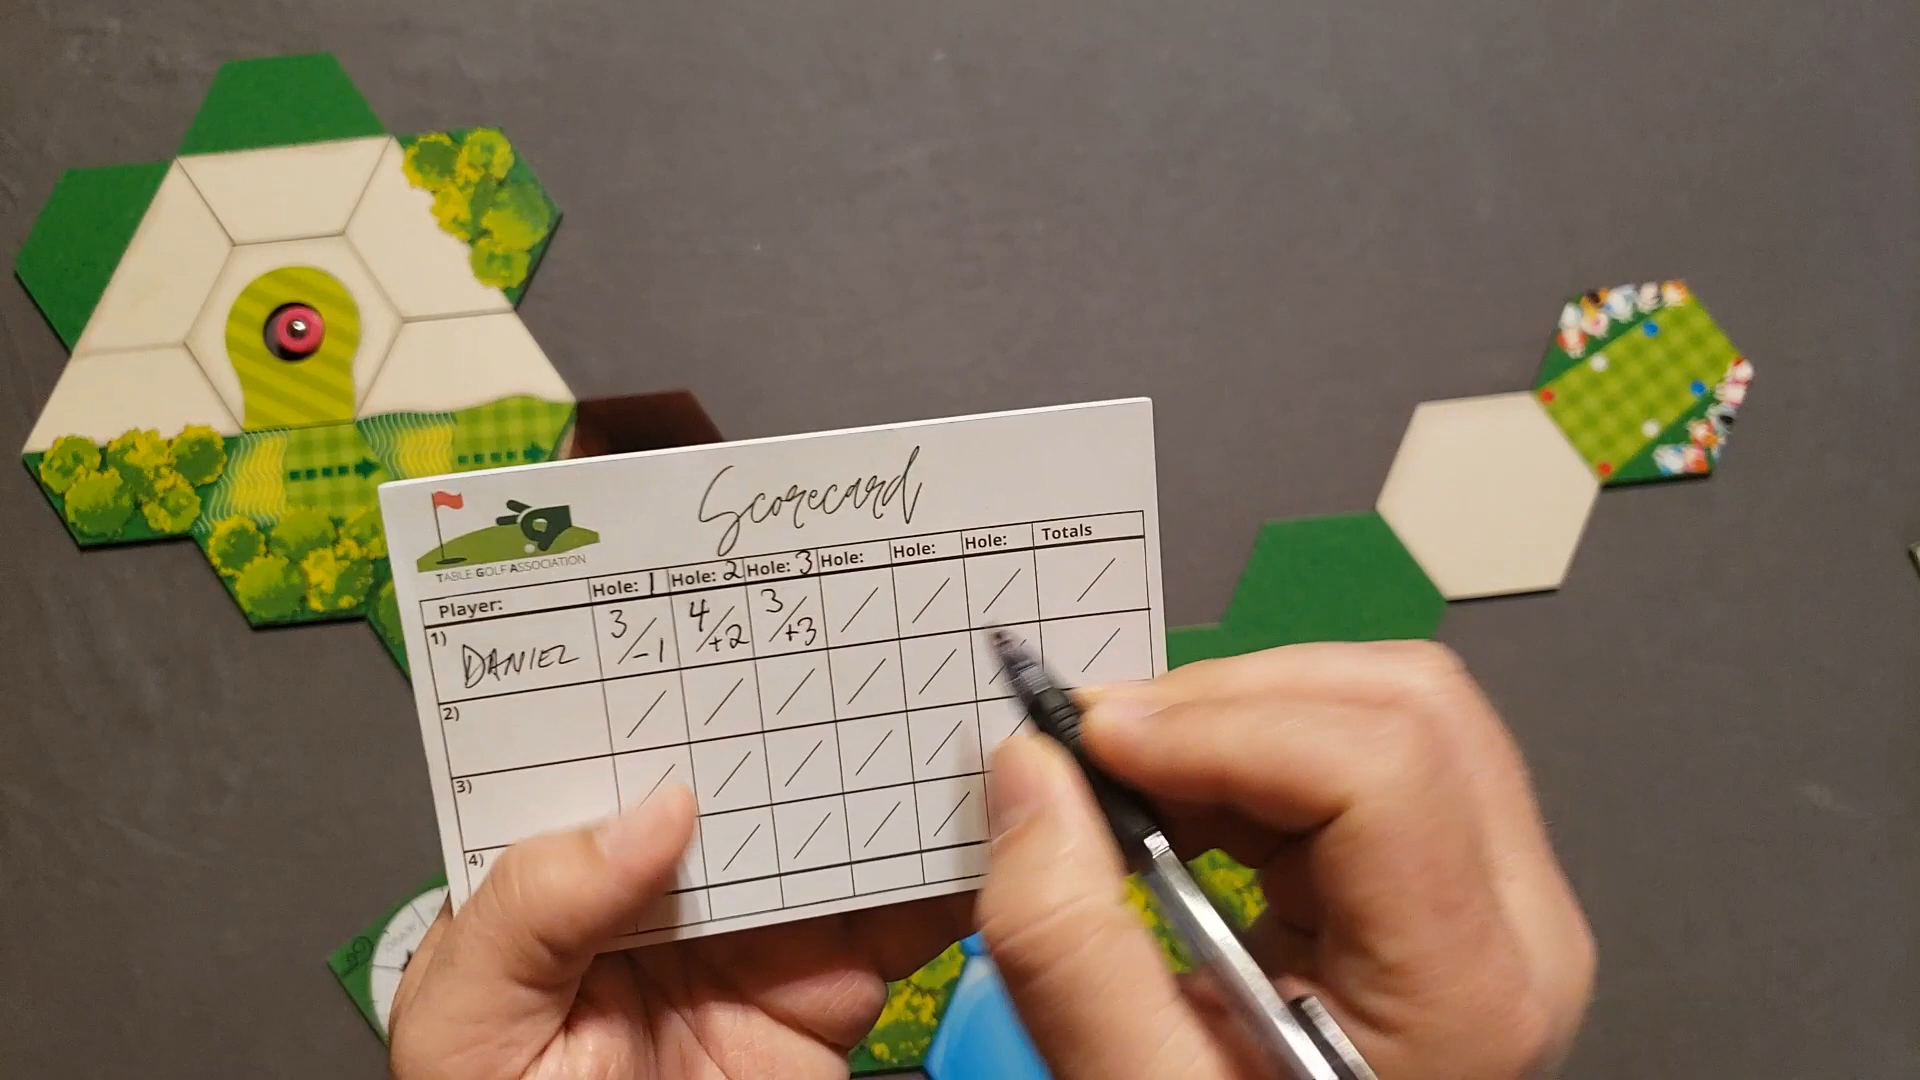 Scorecard
TABLE GOLF ASSOCIATION
Player: Hole: 1 Hole: 2 Hole: 3 Hole: Hole: Hole: Totals
1) DANIEL 3/-1 4/+2 3/+3
2)
3)
4)